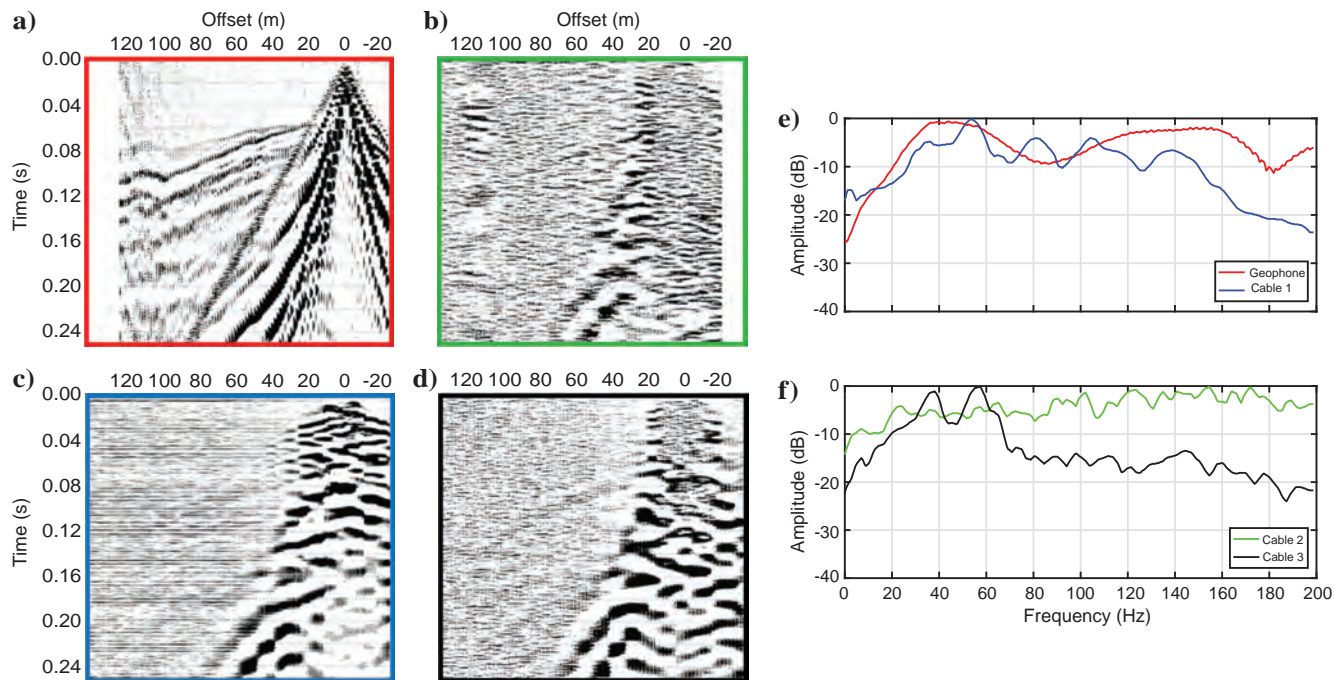 a)
Offset (m)
120 100 80 60 40 20 0 -20
0.00
0.04
0.08
0.12
0.16
0.20
0.24
Time (s)
b)
Offset (m)
120 100 80 60 40 20 0 -20
c)
120 100 80 60 40 20 0 -20
0.00
0.04
0.08
0.12
0.16
0.20
0.24
Time (s)
d)
120 100 80 60 40 20 0 -20
e)
0
-10
-20
-30
-40
Amplitude (dB)
Geophone
Cable 1
f)
0
-10
-20
-30
-40
Amplitude (dB)
Cable 2
Cable 3
0 20 40 60 80 100 120 140 160 180 200
Frequency (Hz)